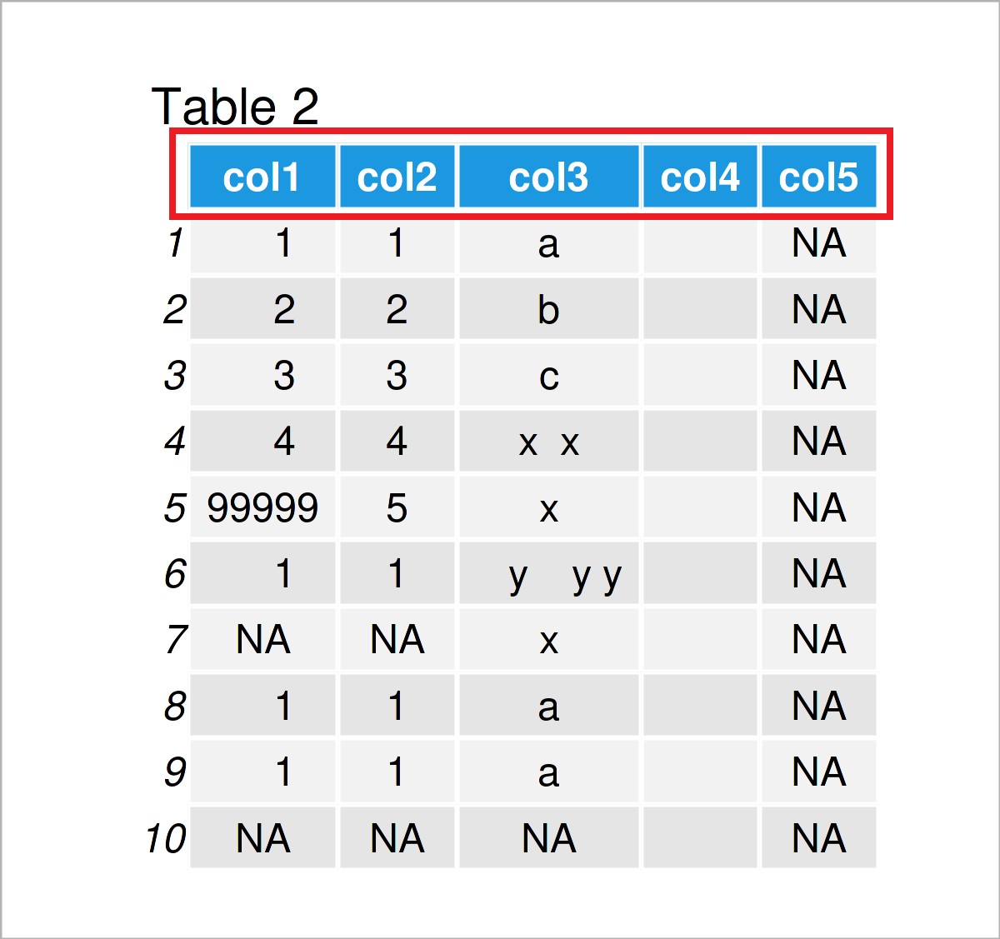 Table 2
col1 col2 col3 col4 col5
1 1 1 a NA
2 2 2 b NA
3 3 3 c NA
4 4 4 x  x NA
5 99999 5 x NA
6 1 1 y    y y NA
7 NA NA x NA
8 1 1 a NA
9 1 1 a NA
10 NA NA NA NA